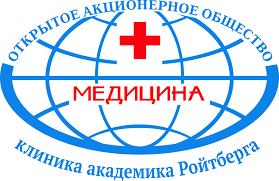 ОТКРЫТОЕ АКЦИОНЕРНОЕ ОБЩЕСТВО
МЕДИЦИНА
клиника академика Ройтберга